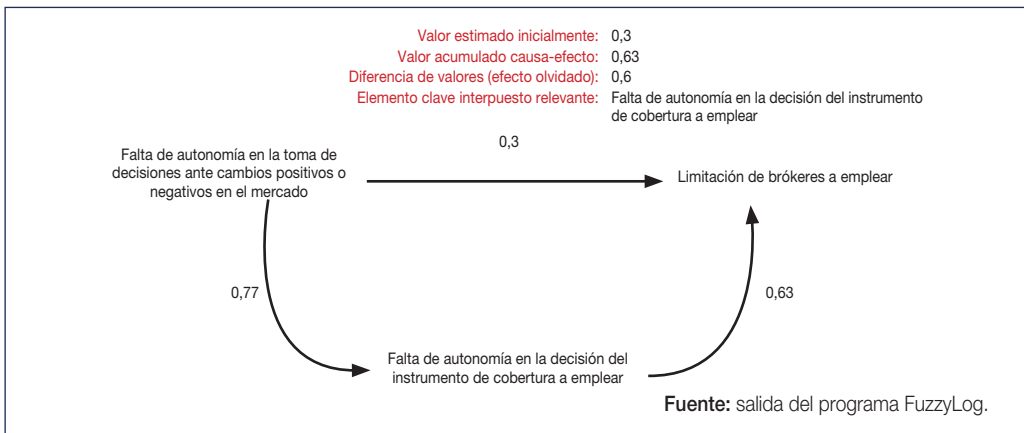 Valor estimado inicialmente: 0,3
Valor acumulado causa-efecto: 0,63
Diferencia de valores (efecto olvidado): 0,6
Elemento clave interpuesto relevante: Falta de autonomía en la decisión del instrumento
de cobertura a emplear
0,3
Falta de autonomía en la toma de
decisiones ante cambios positivos o
negativos en el mercado
Limitación de brókeres a emplear
0,77
0,63
Falta de autonomía en la decisión del
instrumento de cobertura a emplear
Fuente: salida del programa FuzzyLog.